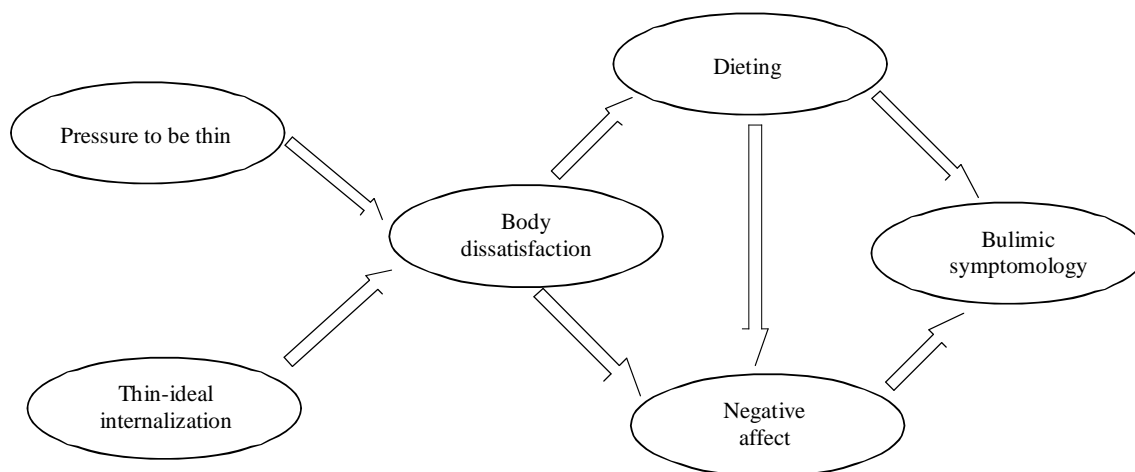 Dieting
Pressure to be thin
Body
dissatisfaction
Bulimic
symptomology
Thin-ideal
internalization
Negative
affect